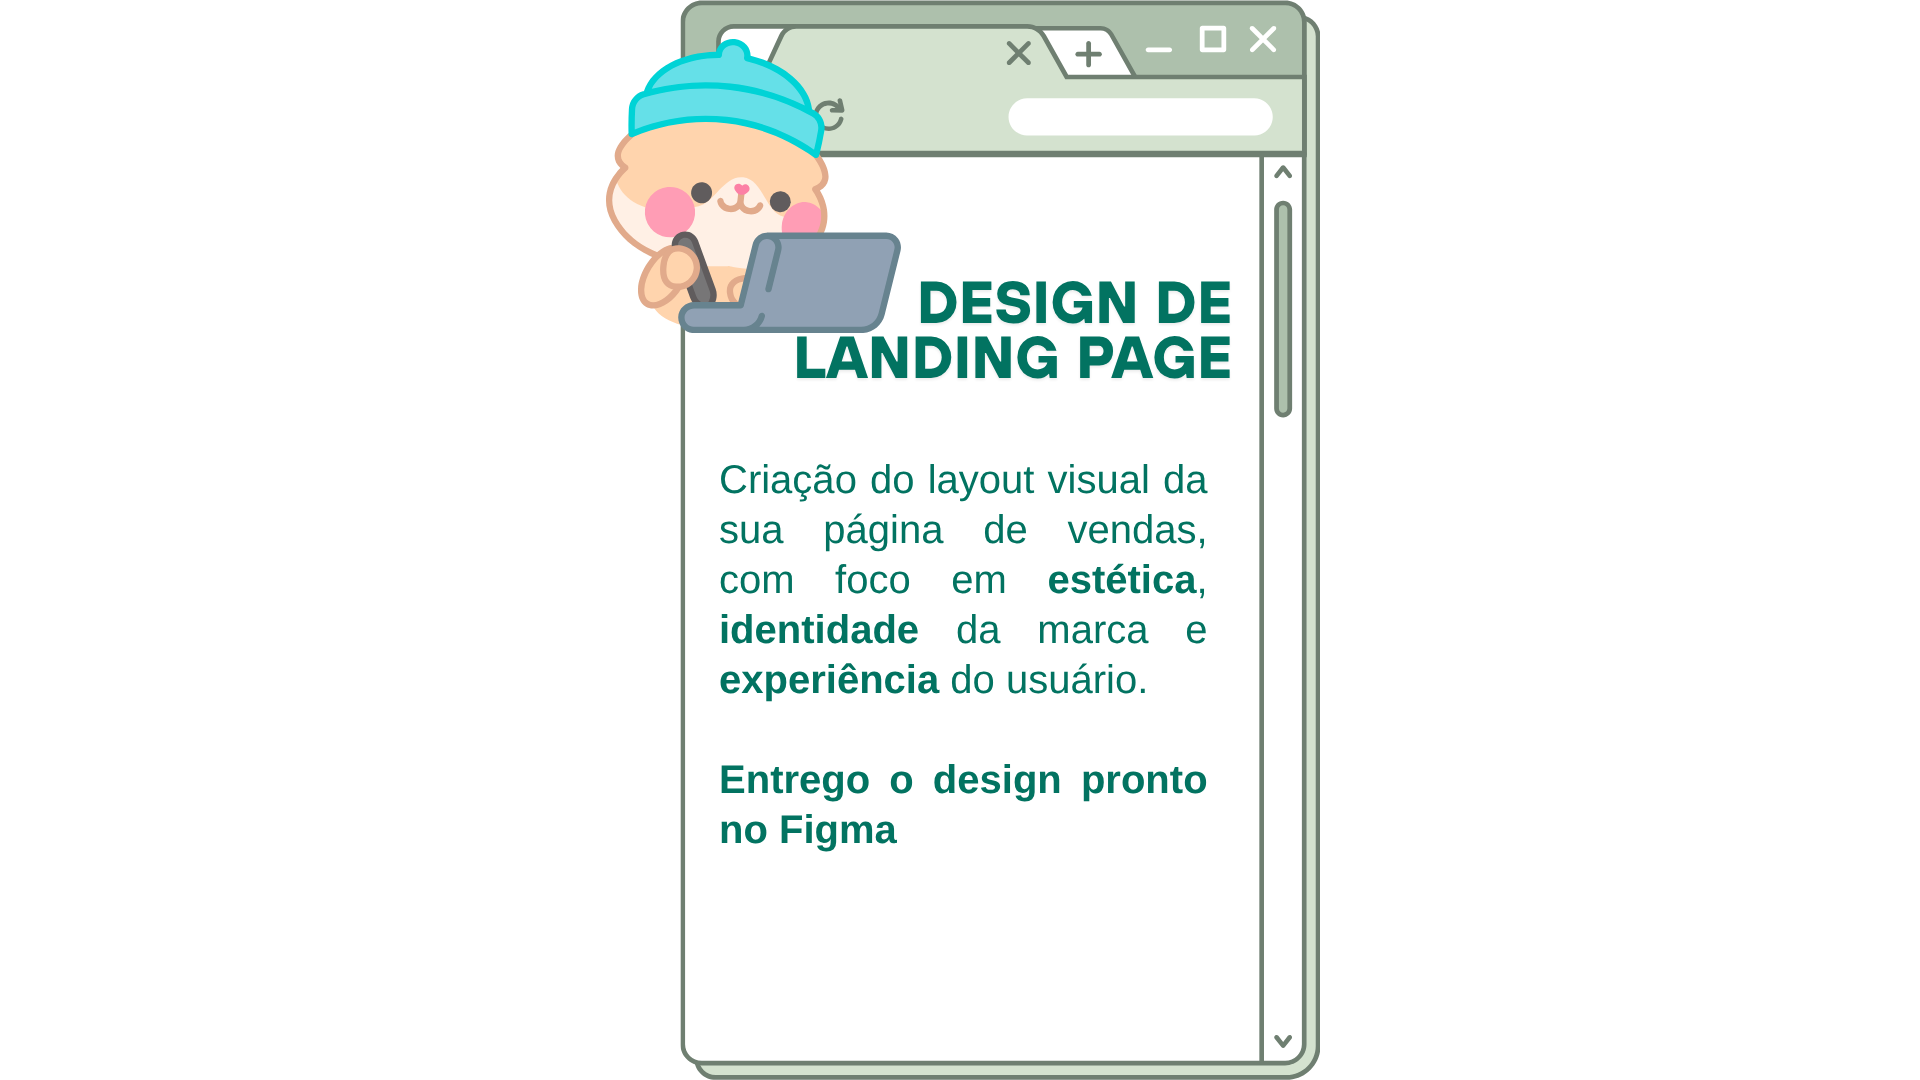 DESIGN DE
LANDING PAGE
Criação do layout visual da
sua página de vendas,
com foco em estética,
identidade da marca e
experiência do usuário.
Entrego o design pronto
no Figma